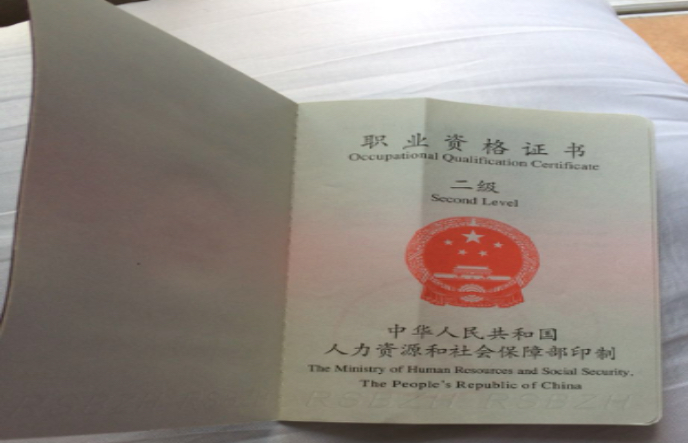 职业资格证书
Occupational Qualification Certificate
二级
Second Level
中华人民共和国
人力资源和社会保障部印制
The Ministry of Human Resources and Social Security,
The People's Republic of China